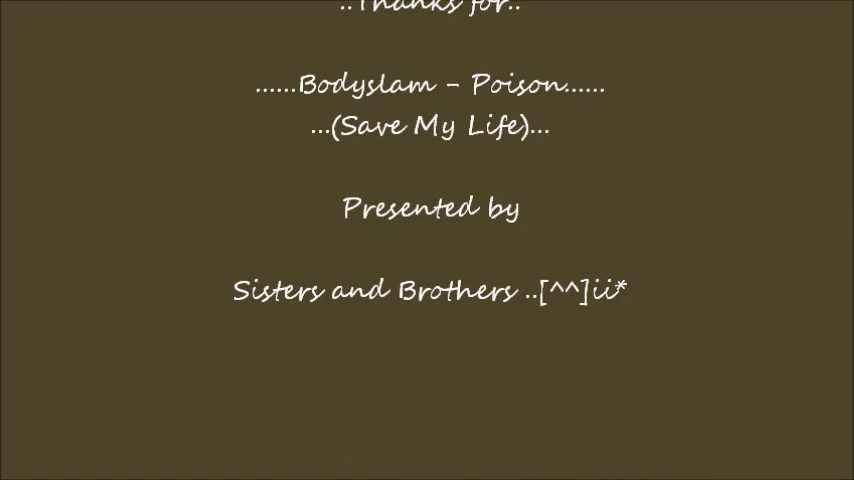 ..Thanks for..
......Bodyslam - Poison......
...(Save My Life)...
Presented by
Sisters and Brothers ..[^^]ii*